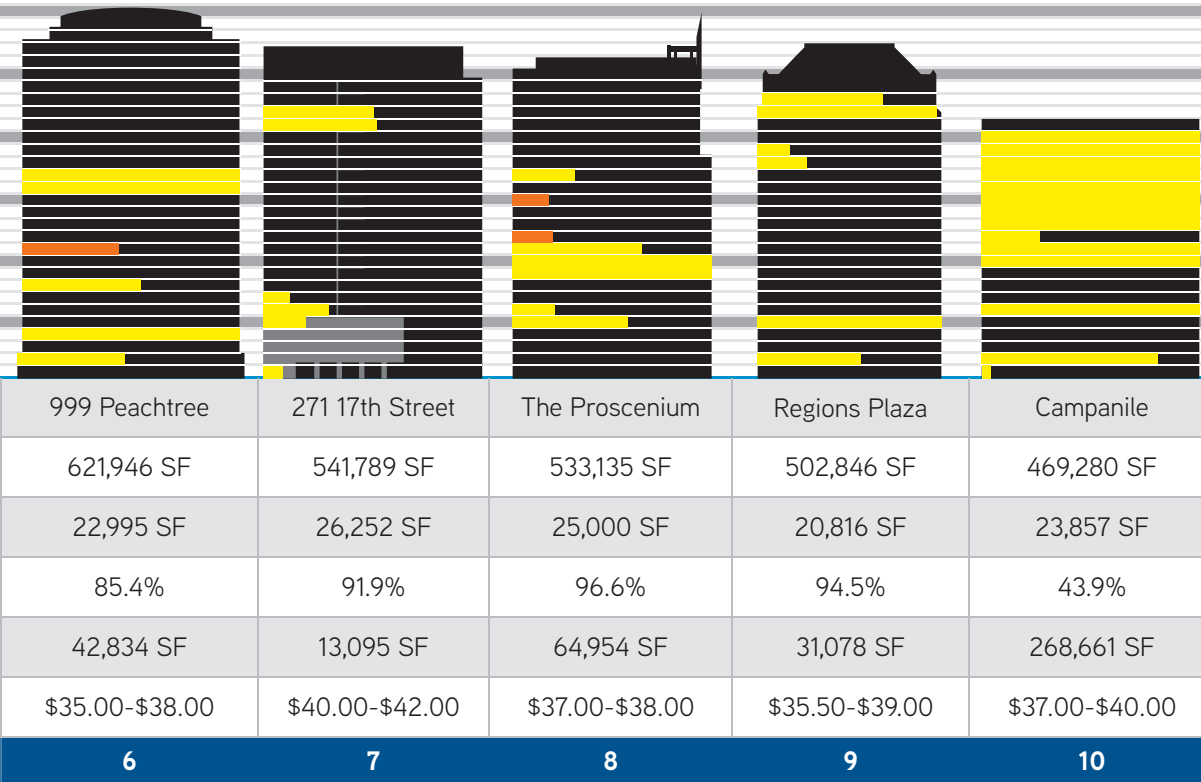 999 Peachtree 271 17th Street The Proscenium Regions Plaza Campanile
621,946 SF 541,789 SF 533,135 SF 502,846 SF 469,280 SF
22,995 SF 26,252 SF 25,000 SF 20,816 SF 23,857 SF
85.4% 91.9% 96.6% 94.5% 43.9%
42,834 SF 13,095 SF 64,954 SF 31,078 SF 268,661 SF
$35.00-$38.00 $40.00-$42.00 $37.00-$38.00 $35.50-$39.00 $37.00-$40.00
6 7 8 9 10